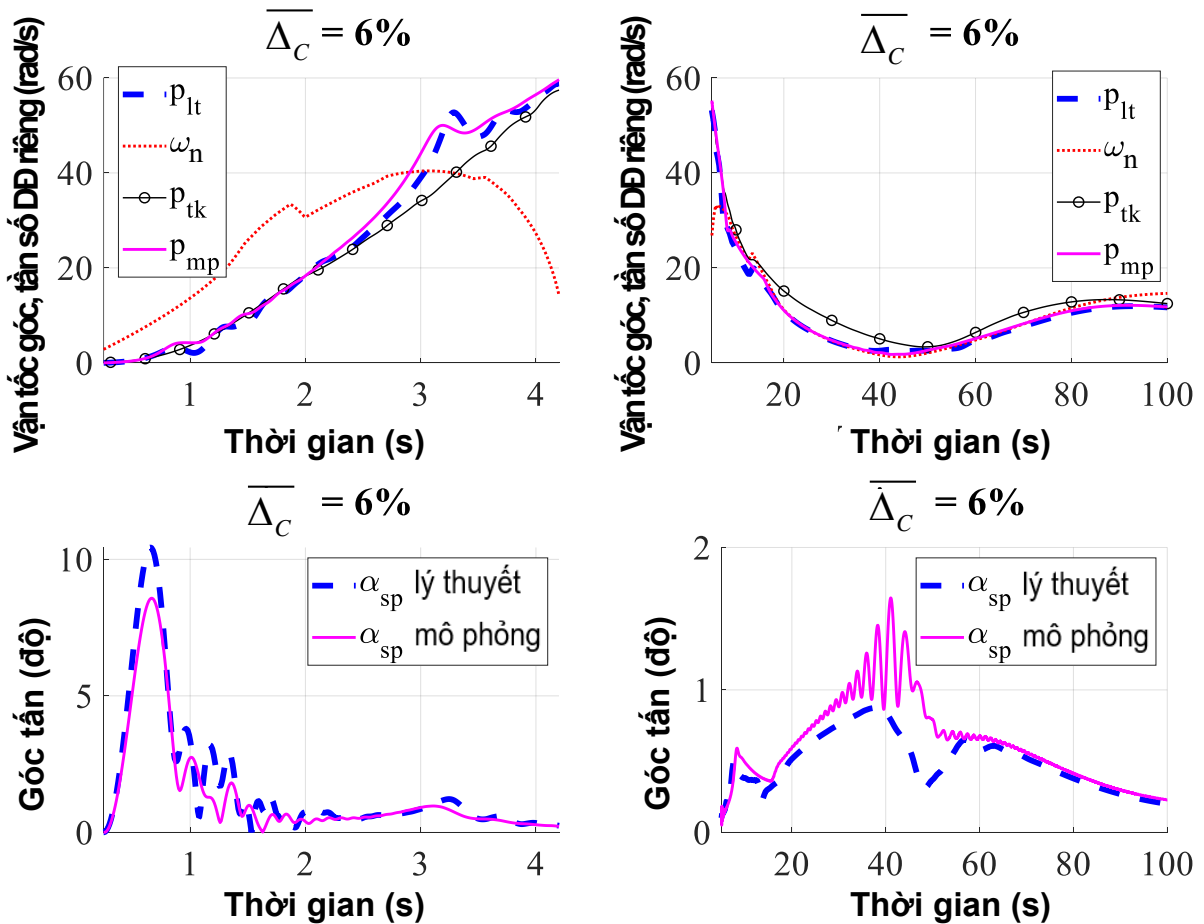 Δ_C = 6%
Vận tốc góc, tần số DĐ riêng (rad/s)
60
40
20
0
p_lt
ω_n
p_tk
p_mp
1
2
3
4
Thời gian (s)
Δ_C = 6%
Vận tốc góc, tần số DĐ riêng (rad/s)
60
40
20
0
p_lt
ω_n
p_tk
p_mp
20
40
60
80
100
Thời gian (s)
Δ_C = 6%
Góc tấn (độ)
10
5
0
α_sp lý thuyết
α_sp mô phỏng
1
2
3
4
Thời gian (s)
Δ_C = 6%
Góc tấn (độ)
2
1
0
α_sp lý thuyết
α_sp mô phỏng
20
40
60
80
100
Thời gian (s)